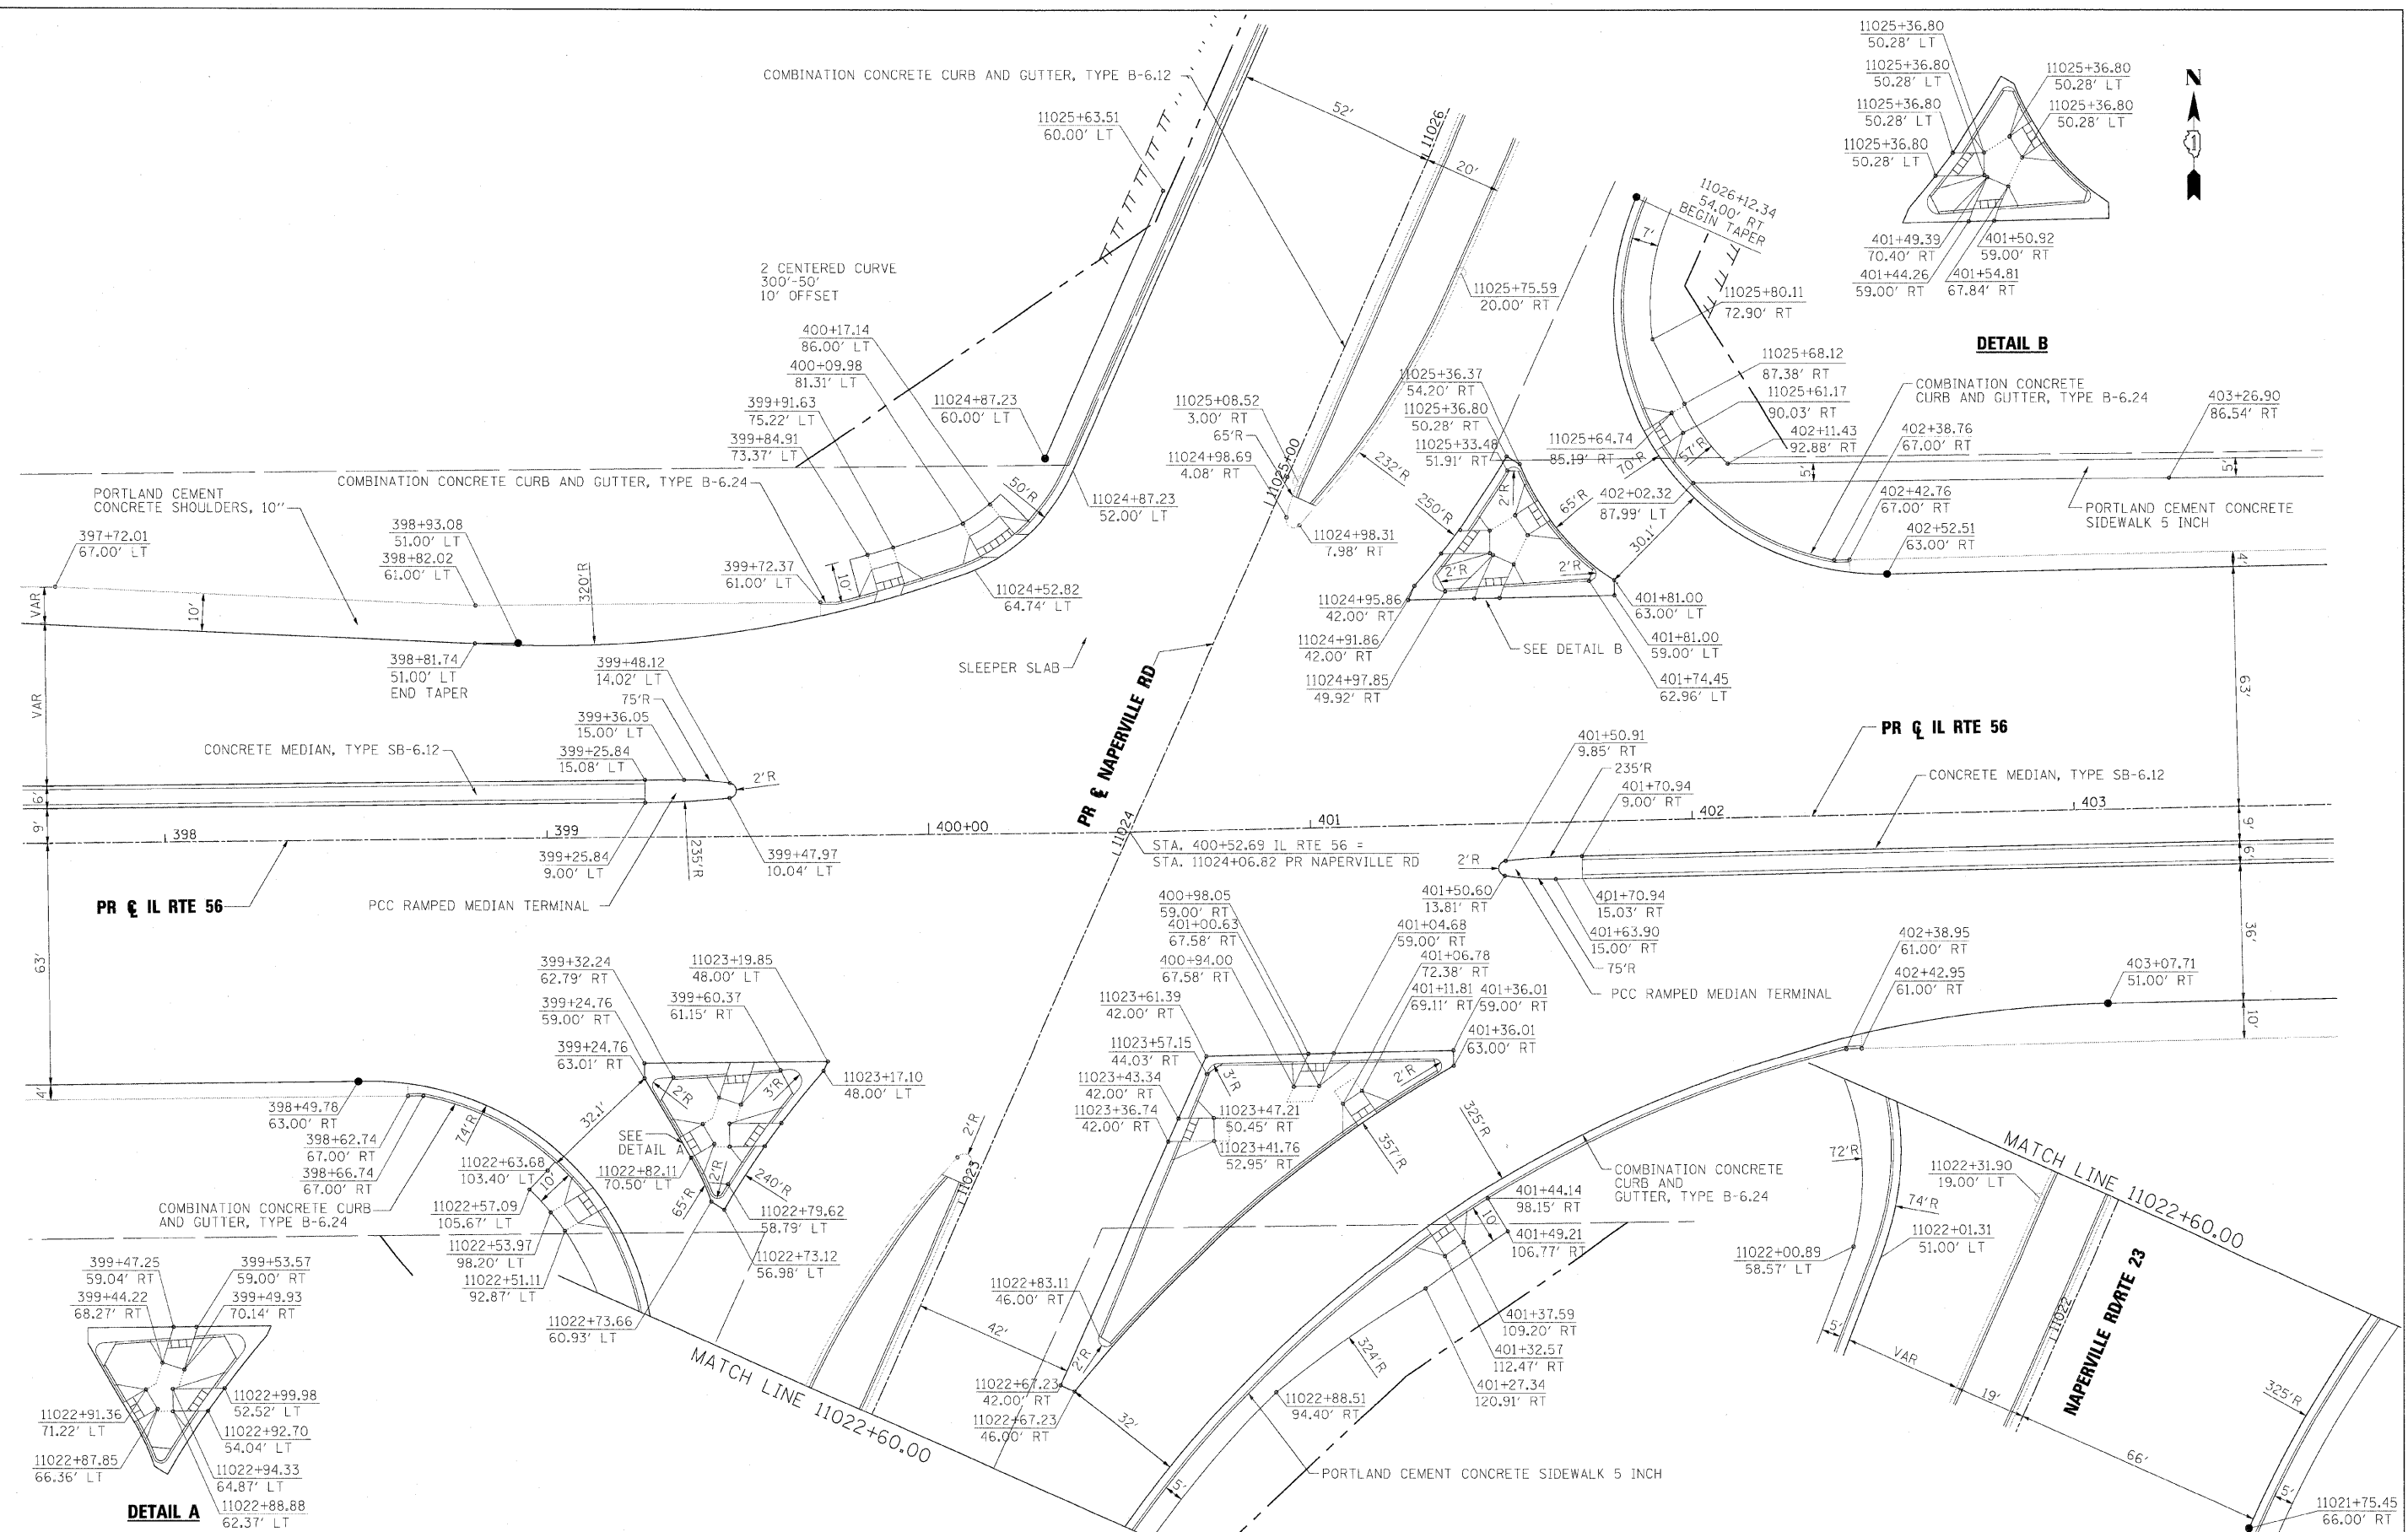 COMBINATION CONCRETE CURB AND GUTTER, TYPE B-6.12
11025+63.51
60.00' LT
52'
11026
20'
2 CENTERED CURVE
300'-50'
10' OFFSET
400+17.14
86.00' LT
400+09.98
81.31' LT
399+91.63
75.22' LT
399+84.91
73.37' LT
11024+87.23
60.00' LT
11025+08.52
3.00' RT
65'R
11024+98.69
4.08' RT
11025+00
11025+75.59
20.00' RT
11025+36.37
54.20' RT
11025+36.80
50.28' RT
11025+33.48
51.91' RT
11026+12.34
54.00' RT
BEGIN TAPER
7'
11025+80.11
72.90' RT
11025+68.12
87.38' RT
11025+61.17
90.03' RT
11025+64.74
85.19' RT
402+11.43
92.88' RT
402+38.76
67.00' RT
COMBINATION CONCRETE
CURB AND GUTTER, TYPE B-6.24
403+26.90
86.54' RT
11025+36.80
50.28' LT
11025+36.80
50.28' LT
11025+36.80
50.28' LT
11025+36.80
50.28' LT
11025+36.80
50.28' LT
11025+36.80
50.28' LT
401+49.39
70.40' RT
401+50.92
59.00' RT
401+44.26
59.00' RT
401+54.81
67.84' RT
DETAIL B
N
1
PORTLAND CEMENT
CONCRETE SHOULDERS, 10"
COMBINATION CONCRETE CURB AND GUTTER, TYPE B-6.24
397+72.01
67.00' LT
398+93.08
51.00' LT
398+82.02
61.00' LT
399+72.37
61.00' LT
10'
10'
320'R
50'R
11024+87.23
52.00' LT
11024+52.82
64.74' LT
VAR
VAR
398+81.74
51.00' LT
END TAPER
SLEEPER SLAB
11024+98.31
7.98' RT
232'R
250'R
2'R
2'R
2'R
65'R
70'R
57'R
5'
5'
402+02.32
87.99' LT
30.1'
402+42.76
67.00' RT
402+52.51
63.00' RT
PORTLAND CEMENT CONCRETE
SIDEWALK 5 INCH
4'
63'
11024+95.86
42.00' RT
11024+91.86
42.00' RT
11024+97.85
49.92' RT
SEE DETAIL B
401+81.00
63.00' LT
401+81.00
59.00' LT
401+74.45
62.96' LT
399+48.12
14.02' LT
75'R
399+36.05
15.00' LT
399+25.84
15.08' LT
CONCRETE MEDIAN, TYPE SB-6.12
2'R
6'
9'
398
399
400+00
401
402
403
PR ℄ NAPERVILLE RD
11024
PR ℄ IL RTE 56
401+50.91
9.85' RT
235'R
401+70.94
9.00' RT
CONCRETE MEDIAN, TYPE SB-6.12
9'
6'
STA. 400+52.69 IL RTE 56 =
STA. 11024+06.82 PR NAPERVILLE RD
2'R
399+25.84
9.00' LT
235'R
399+47.97
10.04' LT
PR ℄ IL RTE 56
PCC RAMPED MEDIAN TERMINAL
401+50.60
13.81' RT
401+70.94
15.03' RT
401+63.90
15.00' RT
75'R
PCC RAMPED MEDIAN TERMINAL
36'
10'
402+38.95
61.00' RT
402+42.95
61.00' RT
403+07.71
51.00' RT
63'
4'
399+32.24
62.79' RT
11023+19.85
48.00' LT
399+24.76
59.00' RT
399+60.37
61.15' RT
399+24.76
63.01' RT
11023+17.10
48.00' LT
2'R
3'R
2'R
SEE
DETAIL A
32.1'
74'R
398+49.78
63.00' RT
398+62.74
67.00' RT
398+66.74
67.00' RT
11022+63.68
103.40' LT
10'
11022+57.09
105.67' LT
11022+53.97
98.20' LT
11022+51.11
92.87' LT
11022+82.11
70.50' LT
65'R
240'R
11022+79.62
58.79' LT
11022+73.12
56.98' LT
11022+73.66
60.93' LT
COMBINATION CONCRETE CURB
AND GUTTER, TYPE B-6.24
400+98.05
59.00' RT
401+00.63
67.58' RT
400+94.00
67.58' RT
401+04.68
59.00' RT
401+06.78
72.38' RT
401+11.81
69.11' RT
401+36.01
59.00' RT
401+36.01
63.00' RT
11023+61.39
42.00' RT
11023+57.15
44.03' RT
11023+43.34
42.00' RT
11023+36.74
42.00' RT
11023+47.21
50.45' RT
11023+41.76
52.95' RT
3'R
2'R
357'R
325'R
2'R
11023
42'
11022+83.11
46.00' RT
2'R
11022+67.23
42.00' RT
11022+67.23
46.00' RT
32'
MATCH LINE 11022+60.00
COMBINATION CONCRETE
CURB AND
GUTTER, TYPE B-6.24
401+44.14
98.15' RT
10'
401+49.21
106.77' RT
401+37.59
109.20' RT
401+32.57
112.47' RT
401+27.34
120.91' RT
324'R
11022+88.51
94.40' RT
5'
PORTLAND CEMENT CONCRETE SIDEWALK 5 INCH
399+47.25
59.04' RT
399+53.57
59.00' RT
399+44.22
68.27' RT
399+49.93
70.14' RT
11022+99.98
52.52' LT
11022+91.36
71.22' LT
11022+92.70
54.04' LT
11022+87.85
66.36' LT
11022+94.33
64.87' LT
11022+88.88
62.37' LT
DETAIL A
MATCH LINE 11022+60.00
72'R
74'R
11022+31.90
19.00' LT
11022+01.31
51.00' LT
11022+00.89
58.57' LT
5'
VAR
19'
11022
NAPERVILLE RD/RTE 23
66'
325'R
5'
11021+75.45
66.00' RT